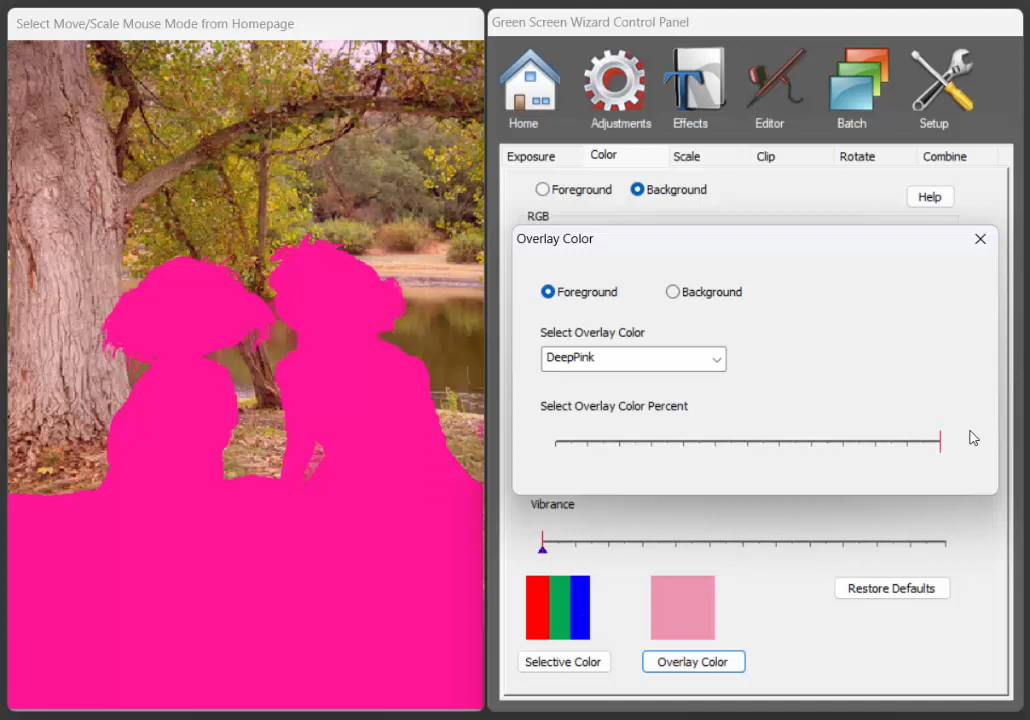 Select Move/Scale Mouse Mode from Homepage
Green Screen Wizard Control Panel
Home Adjustments Effects Editor Batch Setup
Exposure Color Scale Clip Rotate Combine
Foreground Background
Help
RGB
Overlay Color
Foreground Background
Select Overlay Color
DeepPink
Select Overlay Color Percent
Vibrance
Restore Defaults
Selective Color Overlay Color